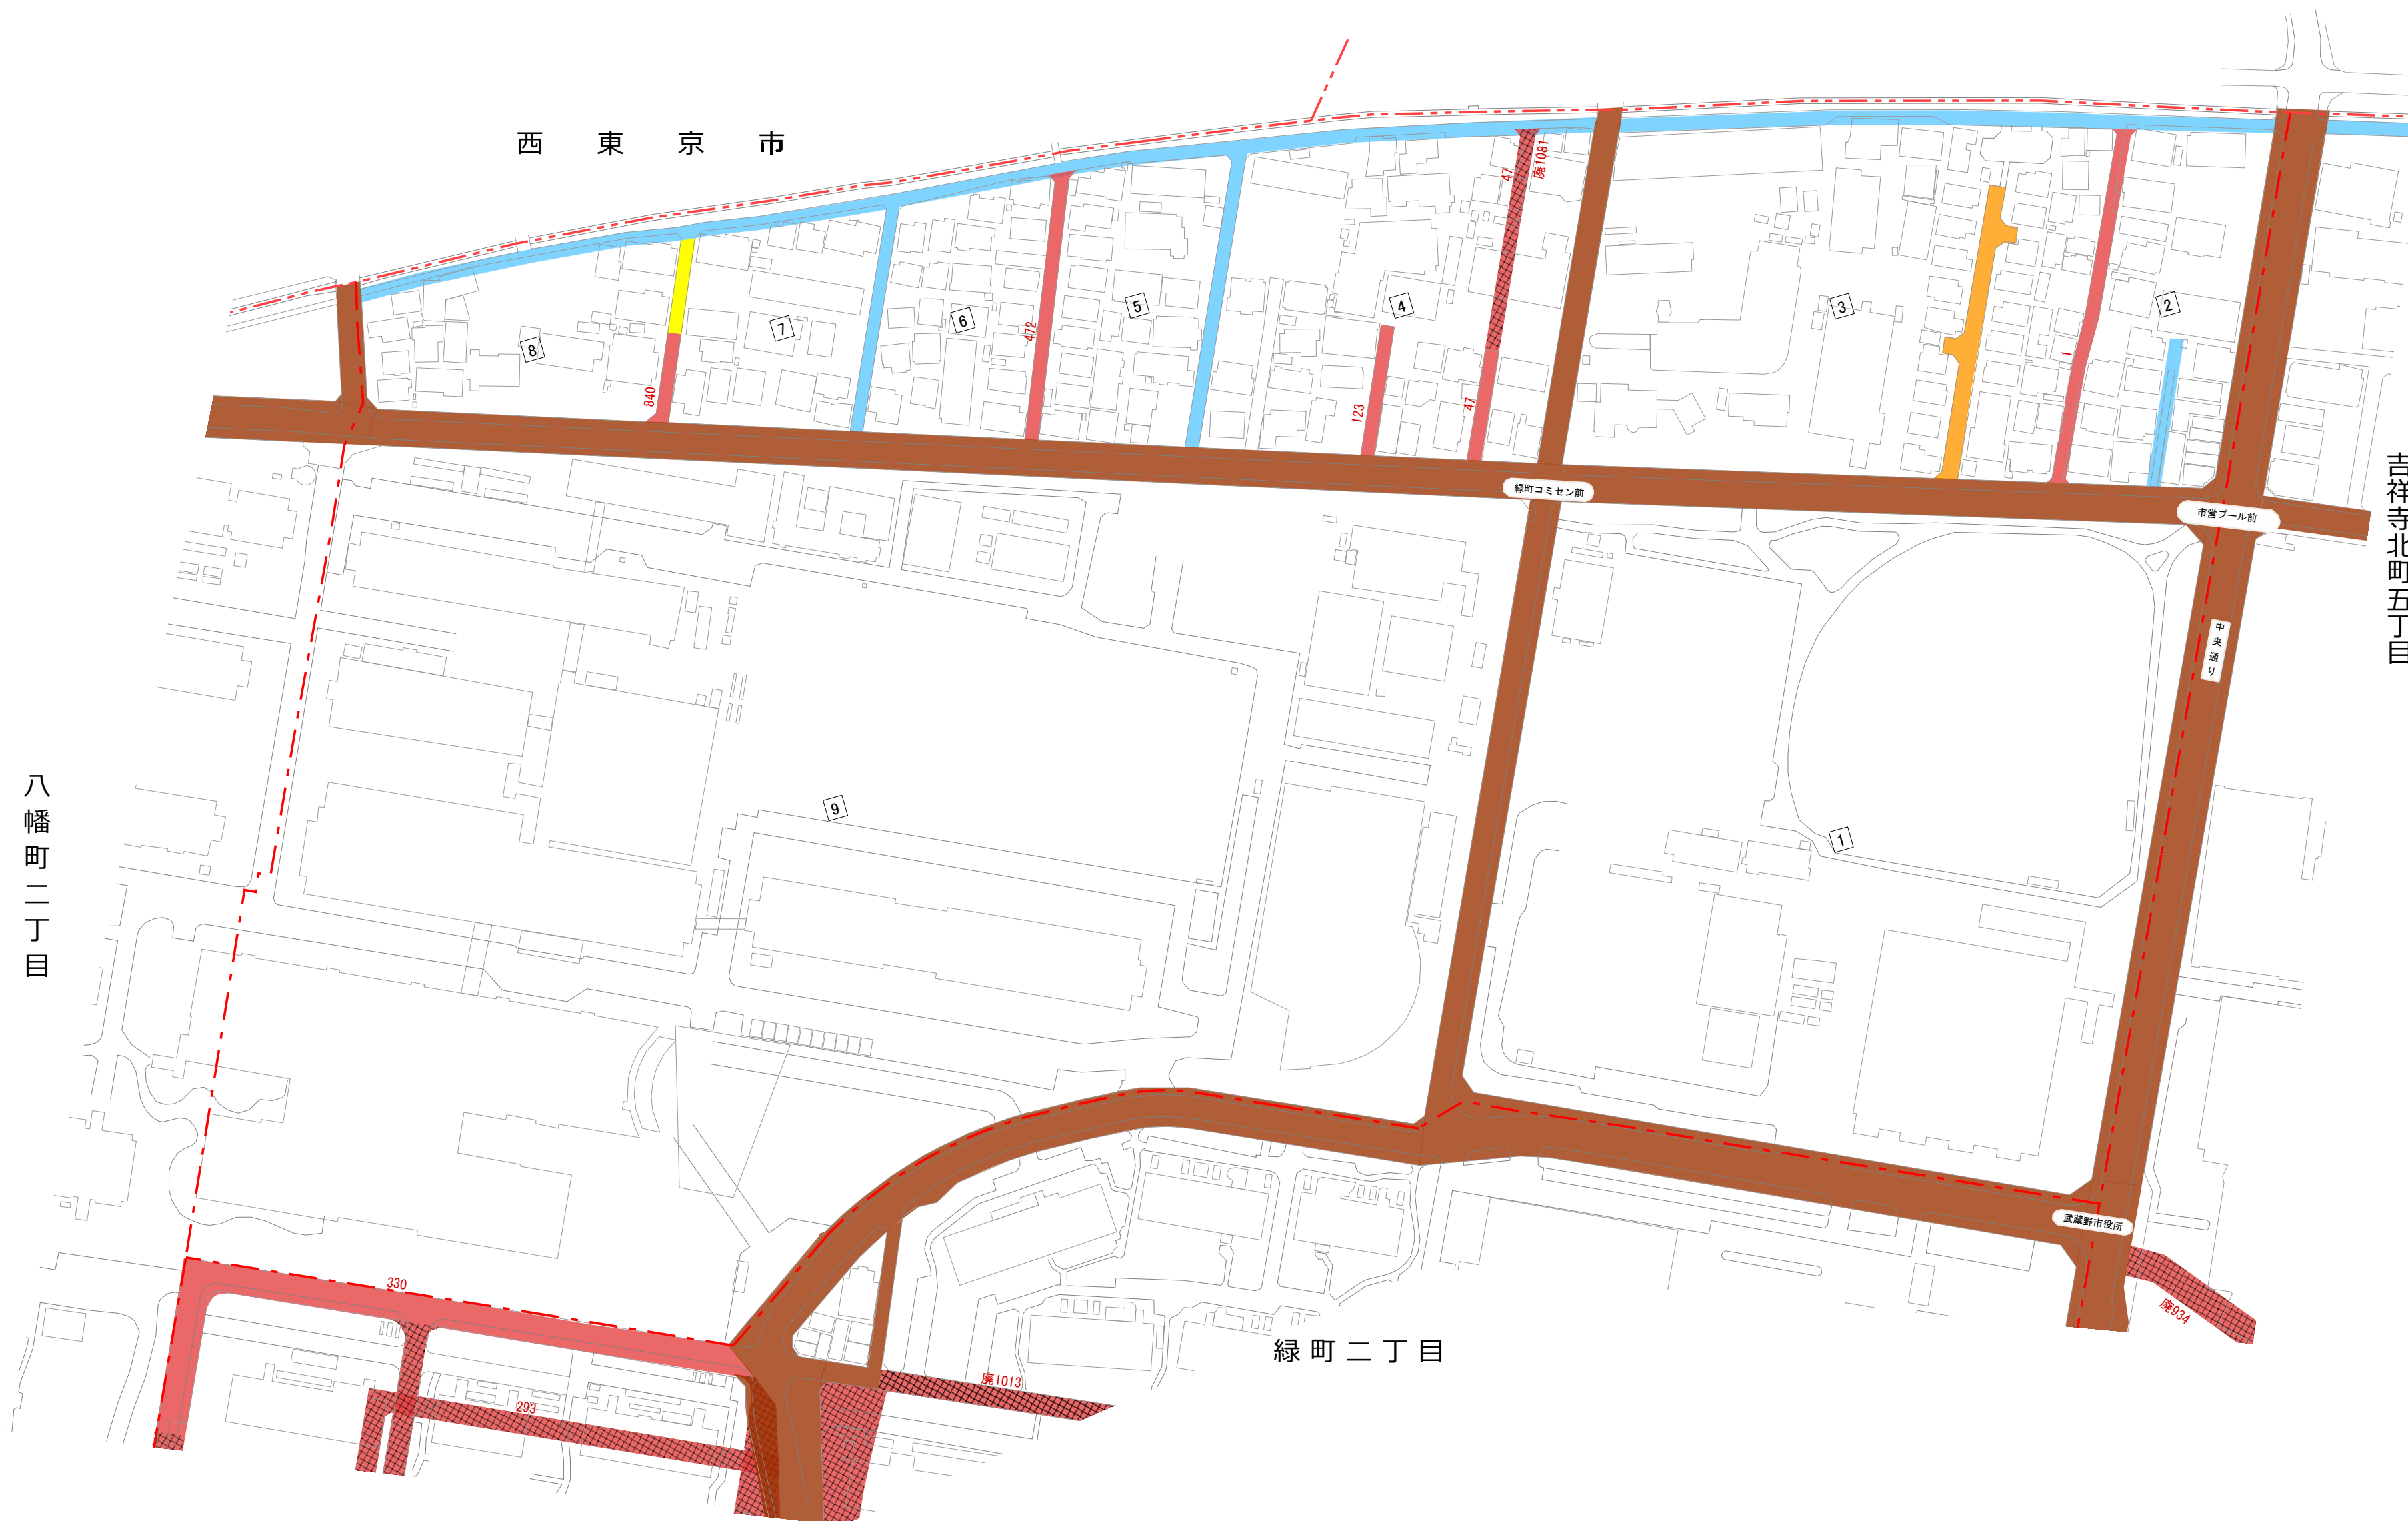 西東京市
47
廃1081
8
7
6
472
5
4
3
2
1
840
123
47
緑町コミセン前
市営プール前
吉祥寺北町五丁目
中央通り
八幡町二丁目
9
1
武蔵野市役所
330
廃934
緑町二丁目
廃1013
293